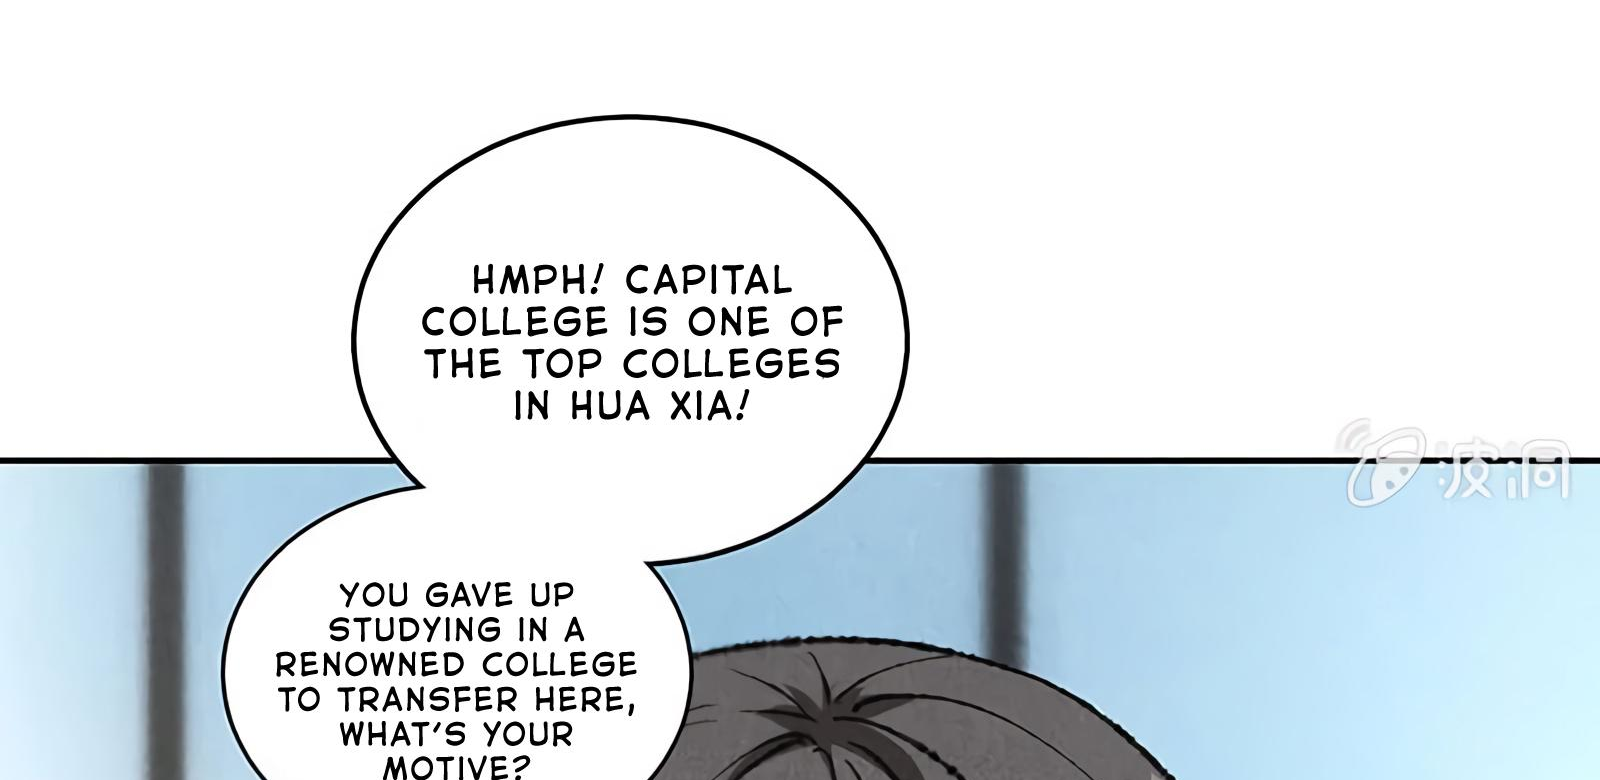 HMPH! CAPITAL
COLLEGE IS ONE OF
THE TOP COLLEGES
IN HUA XIA!
波洞
YOU GAVE UP
STUDYING IN A
RENOWNED COLLEGE
TO TRANSFER HERE,
WHAT'S YOUR
MOTIVE?